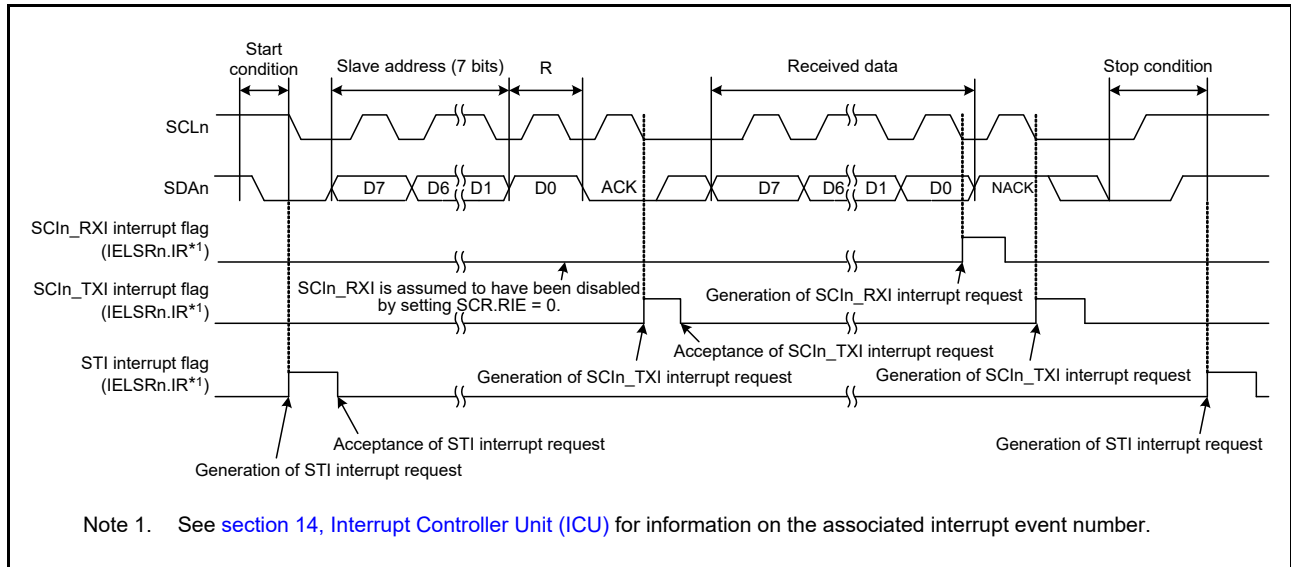 Start
condition
Slave address (7 bits)
R
Received data
Stop condition
SCLn
SDAn
D7
D6
D1
D0
ACK
D7
D6
D1
D0
NACK
SCIn_RXI interrupt flag
(IELSRn.IR*1)
SCIn_RXI is assumed to have been disabled
by setting SCR.RIE = 0.
Generation of SCIn_RXI interrupt request
SCIn_TXI interrupt flag
(IELSRn.IR*1)
Acceptance of SCIn_TXI interrupt request
Generation of SCIn_TXI interrupt request
Generation of SCIn_TXI interrupt request
STI interrupt flag
(IELSRn.IR*1)
Acceptance of STI interrupt request
Generation of STI interrupt request
Generation of STI interrupt request
Note 1. See section 14, Interrupt Controller Unit (ICU) for information on the associated interrupt event number.